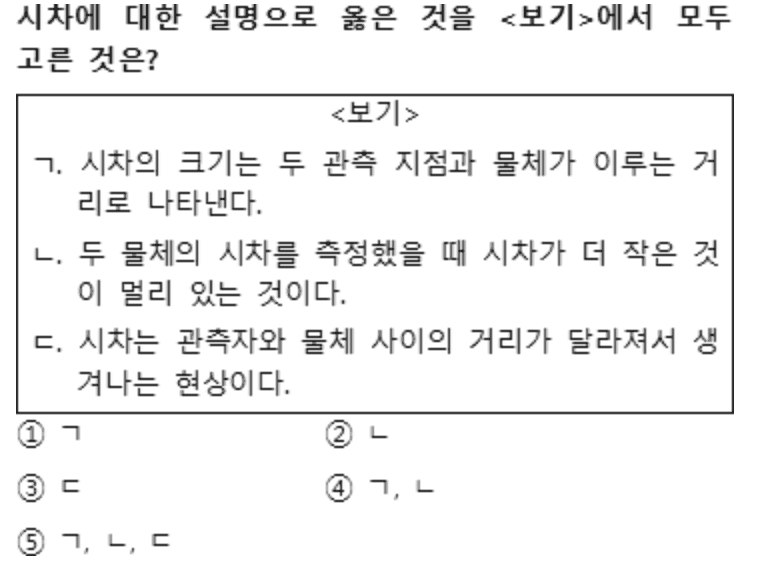 시차에 대한 설명으로 옳은 것을 <보기>에서 모두
고른 것은?
<보기>
ㄱ. 시차의 크기는 두 관측 지점과 물체가 이루는 거
리로 나타낸다.
ㄴ. 두 물체의 시차를 측정했을 때 시차가 더 작은 것
이 멀리 있는 것이다.
ㄷ. 시차는 관측자와 물체 사이의 거리가 달라져서 생
겨나는 현상이다.
① ㄱ ② ㄴ
③ ㄷ ④ ㄱ, ㄴ
⑤ ㄱ, ㄴ, ㄷ